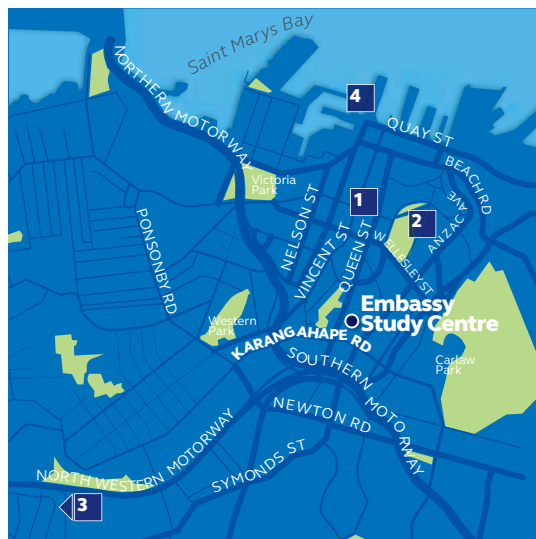 Saint Marys Bay
NORTHERN MOTORWAY
4
QUAY ST
BEACH RD
Victoria
Park
1
2
ANZAC AVE
NELSON ST
VINCENT ST
QUEEN ST
WELLESLEY ST
PONSONBY RD
Embassy
Study Centre
Western
Park
KARANGAHAPE RD
Carlaw
Park
SOUTHERN MOTORWAY
NEWTON RD
NORTH WESTERN MOTORWAY
SYMONDS ST
3